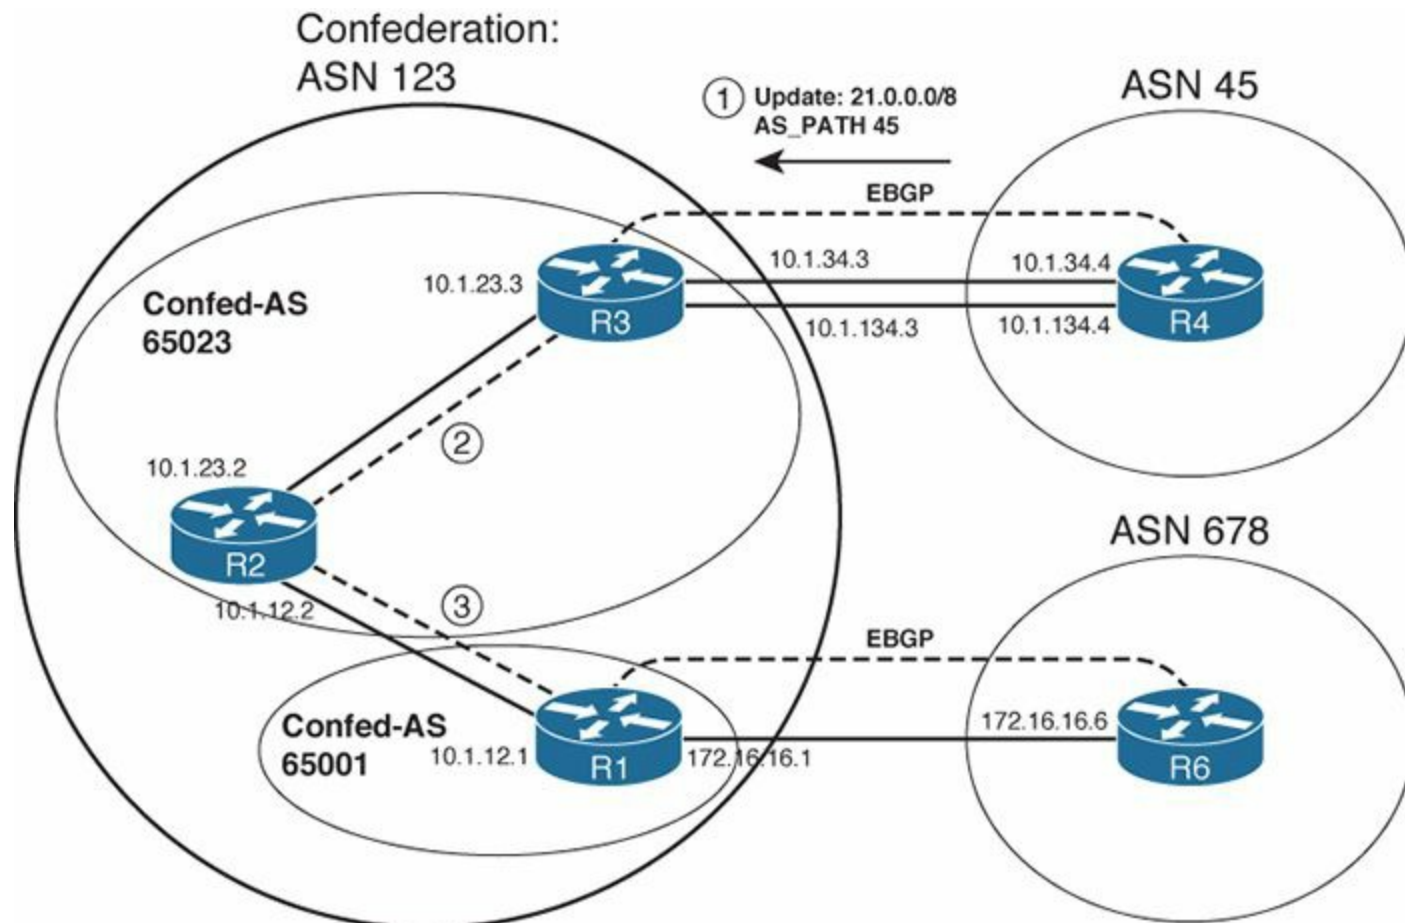 Confederation:
ASN 123
1 Update: 21.0.0.0/8
AS_PATH 45
ASN 45
EBGP
10.1.34.3
10.1.34.4
10.1.23.3
R3
R4
10.1.134.3
10.1.134.4
Confed-AS
65023
2
10.1.23.2
R2
10.1.12.2
3
ASN 678
EBGP
Confed-AS
65001
10.1.12.1
R1
172.16.16.1
172.16.16.6
R6